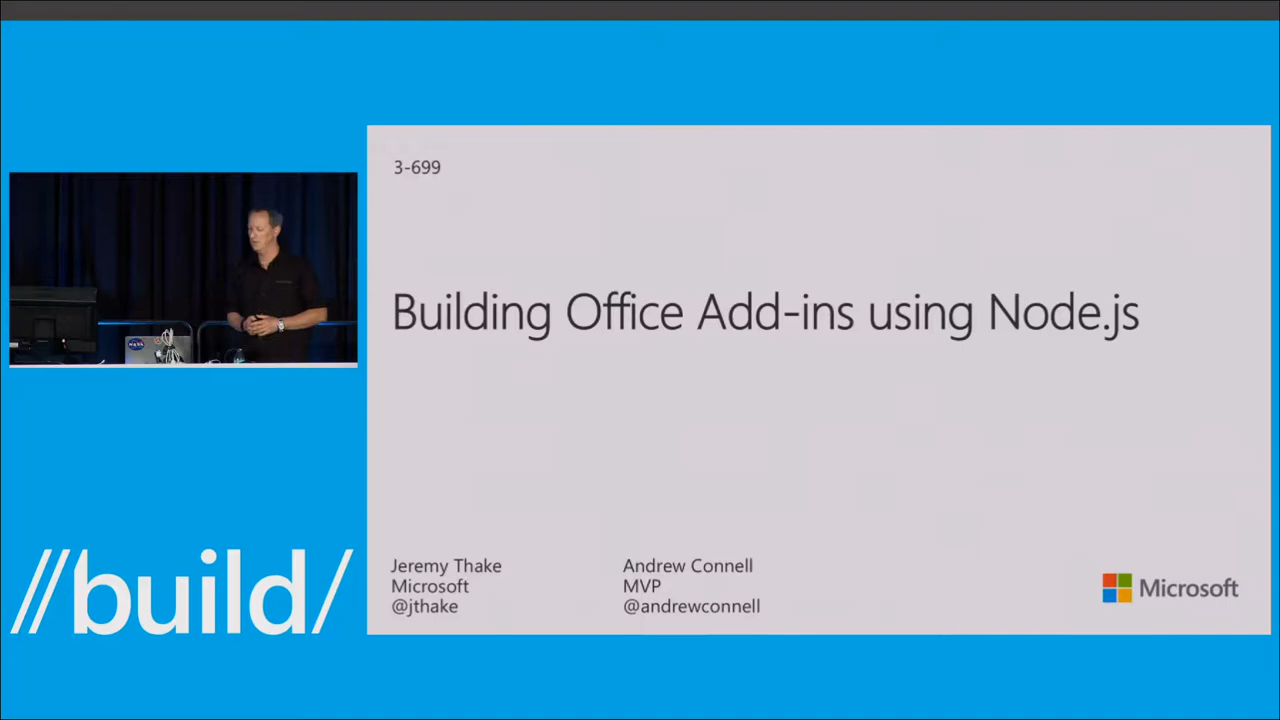 3-699
Building Office Add-ins using Node.js
NASA
//build/
Jeremy Thake
Microsoft
@jthake
Andrew Connell
MVP
@andrewconnell
Microsoft